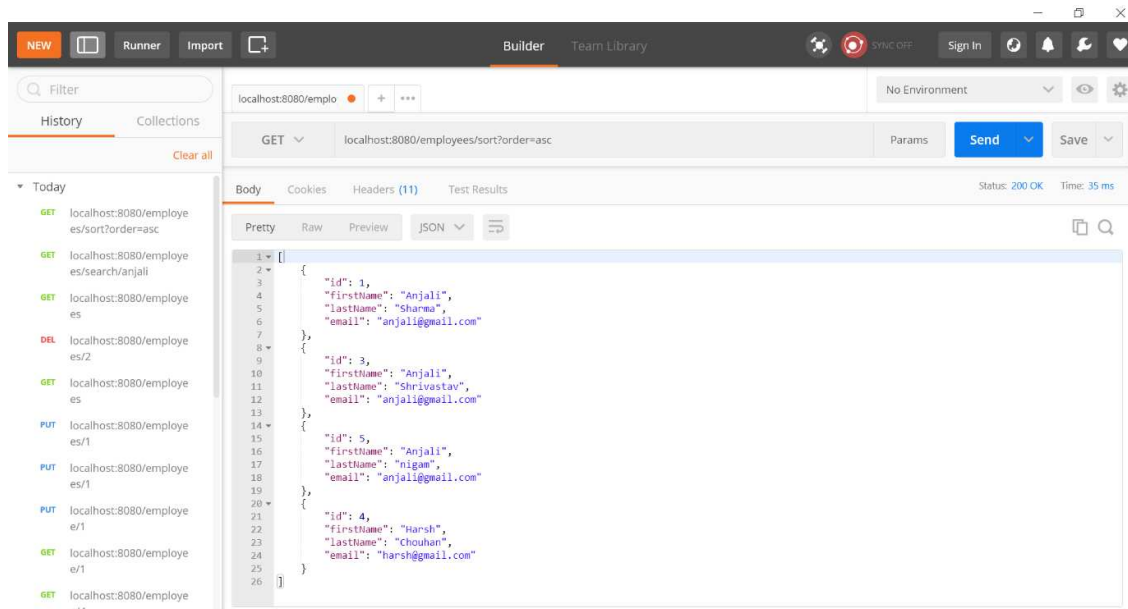 NEW Runner Import Builder Team Library SYNC OFF Sign In
Filter
History Collections
Clear all
Today
GET localhost:8080/employe
es/sort?order=asc
GET localhost:8080/employe
es/search/anjali
GET localhost:8080/employe
es
DEL localhost:8080/employe
es/2
GET localhost:8080/employe
es
PUT localhost:8080/employe
es/1
PUT localhost:8080/employe
es/1
PUT localhost:8080/employe
e/1
GET localhost:8080/employe
e/1
GET localhost:8080/employe
localhost:8080/emplo + •••
No Environment
GET localhost:8080/employees/sort?order=asc Params Send Save
Body Cookies Headers (11) Test Results Status: 200 OK Time: 35 ms
Pretty Raw Preview JSON
1 [
2 {
3 "id": 1,
4 "firstName": "Anjali",
5 "lastName": "Sharma",
6 "email": "anjali@gmail.com"
7 },
8 {
9 "id": 3,
10 "firstName": "Anjali",
11 "lastName": "Shrivastav",
12 "email": "anjali@gmail.com"
13 },
14 {
15 "id": 5,
16 "firstName": "Anjali",
17 "lastName": "nigam",
18 "email": "anjali@gmail.com"
19 },
20 {
21 "id": 4,
22 "firstName": "Harsh",
23 "lastName": "Chouhan",
24 "email": "harsh@gmail.com"
25 }
26 ]